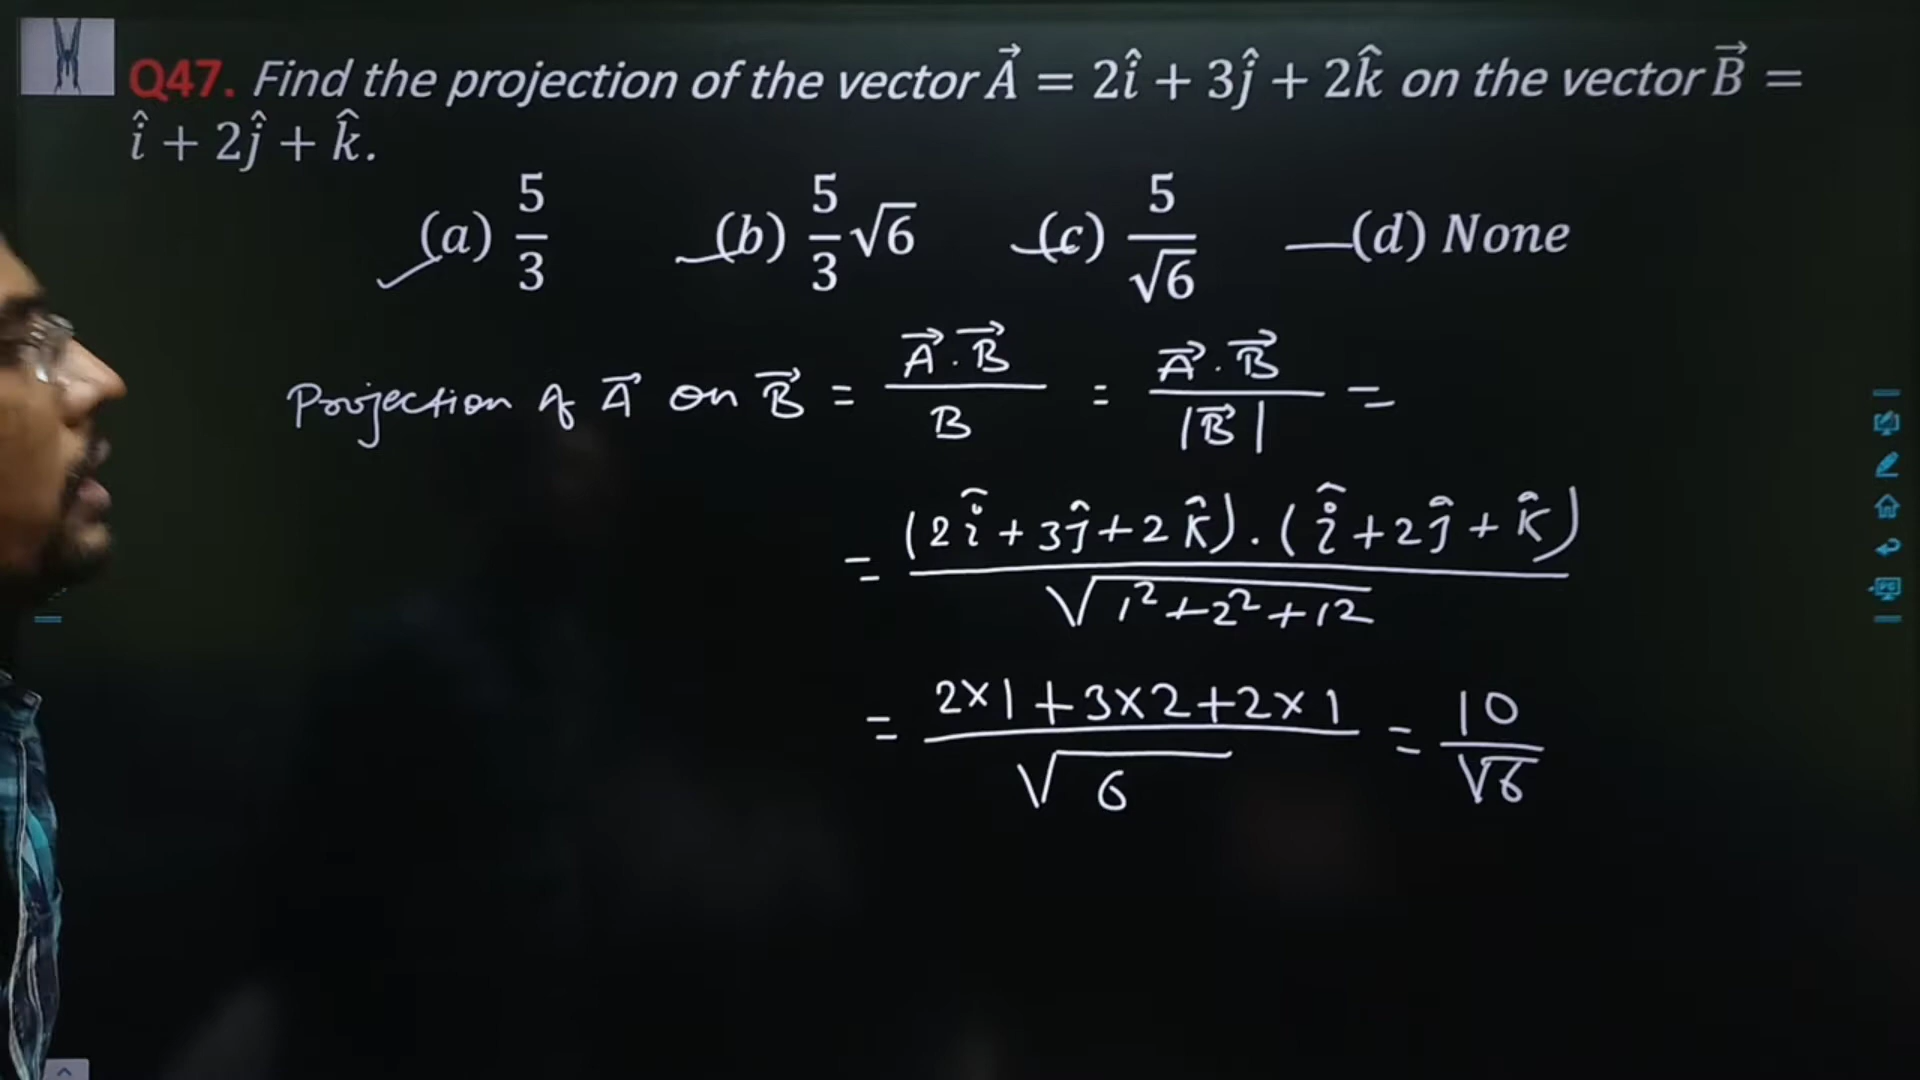 Q47. Find the projection of the vector A⃗ = 2î + 3ĵ + 2k̂ on the vector B⃗ =
î + 2ĵ + k̂.
(a) 5/3 (b) 5/3 √6 (c) 5/√6 (d) None
Projection of A⃗ on B⃗ = A⃗.B⃗ / B = A⃗.B⃗ / |B⃗| =
= (2î + 3ĵ + 2k̂).(î + 2ĵ + k̂) / √1² + 2² + 1²
= 2×1 + 3×2 + 2×1 / √6 = 10/√6